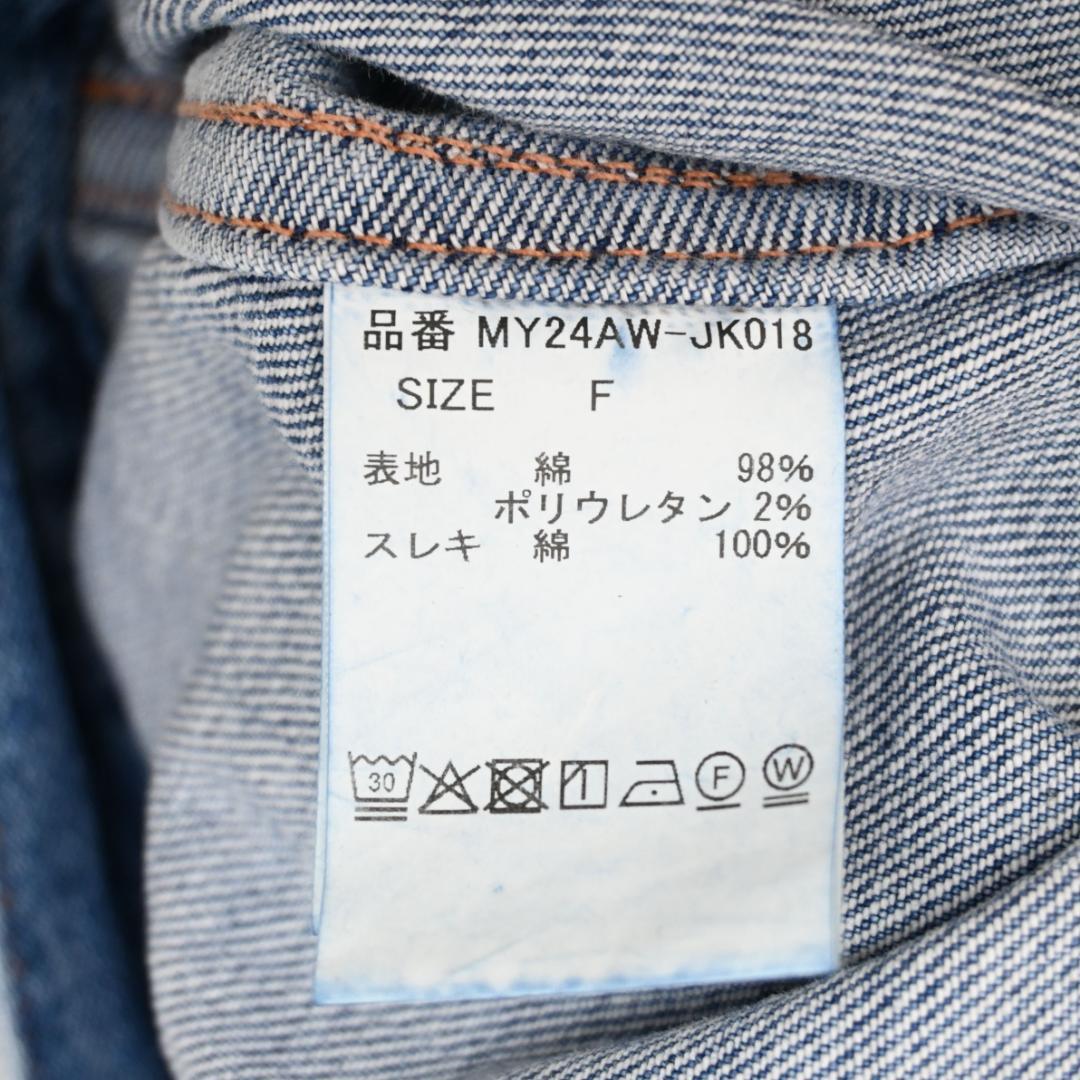 品番 MY24AW-JK018
SIZE F
表地 綿 98%
ポリウレタン 2%
スレキ 綿 100%
30 F W